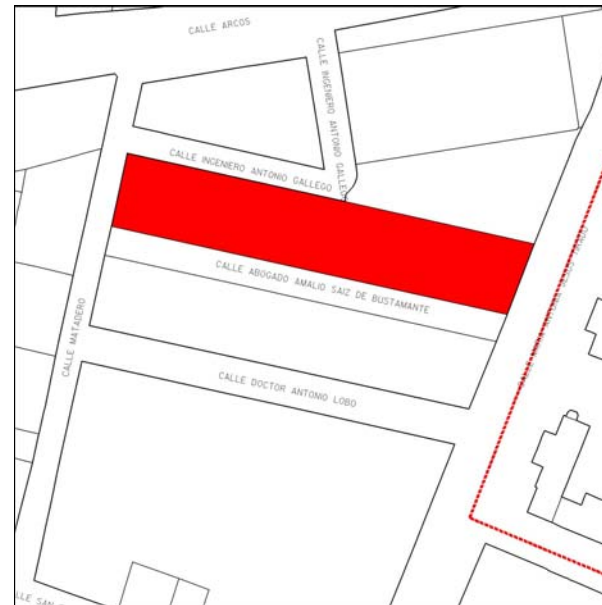 CALLE ARCOS
CALLE INGENIERO ANTONIO GALLEGO
CALLE INGENIERO ANTONIO GALLEGO
CALLE ABOGADO AMALIO SAIZ DE BUSTAMANTE
CALLE MATADERO
CALLE DOCTOR ANTONIO LOBO